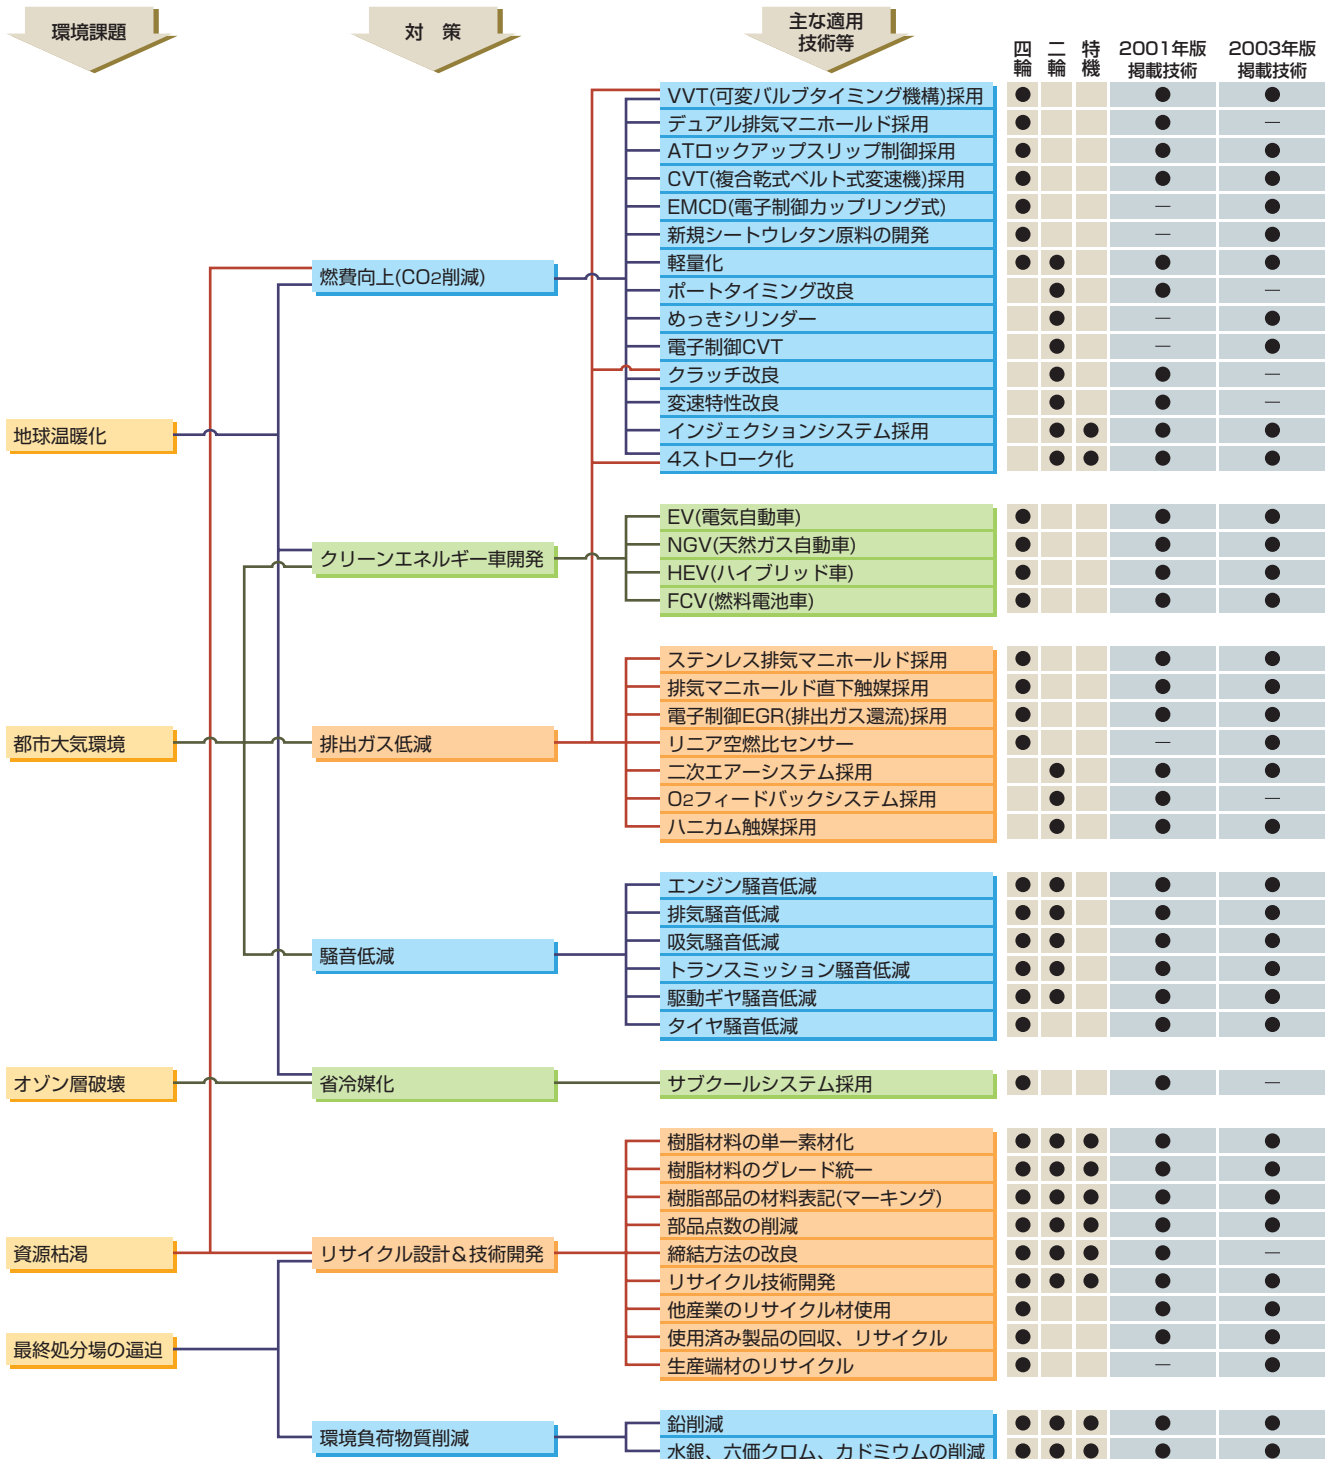 環境課題
対　策
主な適用
技術等
四輪
二輪
特機
2001年版
掲載技術
2003年版
掲載技術
VVT(可変バルブタイミング機構)採用 ● ● ●
デュアル排気マニホールド採用 ● ● －
ATロックアップスリップ制御採用 ● ● ●
CVT(複合乾式ベルト式変速機)採用 ● ● ●
EMCD(電子制御カップリング式) ● － ●
新規シートウレタン原料の開発 ● － ●
燃費向上(CO2削減)
軽量化 ● ● ● ●
ポートタイミング改良 ● ● －
めっきシリンダー ● － ●
電子制御CVT ● － ●
クラッチ改良 ● ● －
変速特性改良 ● ● －
地球温暖化
インジェクションシステム採用 ● ● ● ●
4ストローク化 ● ● ● ●
クリーンエネルギー車開発
EV(電気自動車) ● ● ●
NGV(天然ガス自動車) ● ● ●
HEV(ハイブリッド車) ● ● ●
FCV(燃料電池車) ● ● ●
都市大気環境
排出ガス低減
ステンレス排気マニホールド採用 ● ● ●
排気マニホールド直下触媒採用 ● ● ●
電子制御EGR(排出ガス還流)採用 ● ● ●
リニア空燃比センサー ● － ●
二次エアーシステム採用 ● ● ●
O2フィードバックシステム採用 ● ● －
ハニカム触媒採用 ● ● ●
騒音低減
エンジン騒音低減 ● ● ● ●
排気騒音低減 ● ● ● ●
吸気騒音低減 ● ● ● ●
トランスミッション騒音低減 ● ● ● ●
駆動ギヤ騒音低減 ● ● ● ●
タイヤ騒音低減 ● ● ●
オゾン層破壊
省冷媒化
サブクールシステム採用 ● ● －
資源枯渇
リサイクル設計＆技術開発
樹脂材料の単一素材化 ● ● ● ● ●
樹脂材料のグレード統一 ● ● ● ● ●
樹脂部品の材料表記(マーキング) ● ● ● ● ●
部品点数の削減 ● ● ● ● ●
締結方法の改良 ● ● ● ● －
リサイクル技術開発 ● ● ● ● ●
他産業のリサイクル材使用 ● ● ●
使用済み製品の回収、リサイクル ● ● ●
生産端材のリサイクル ● － ●
最終処分場の逼迫
環境負荷物質削減
鉛削減 ● ● ● ● ●
水銀、六価クロム、カドミウムの削減 ● ● ● ● ●